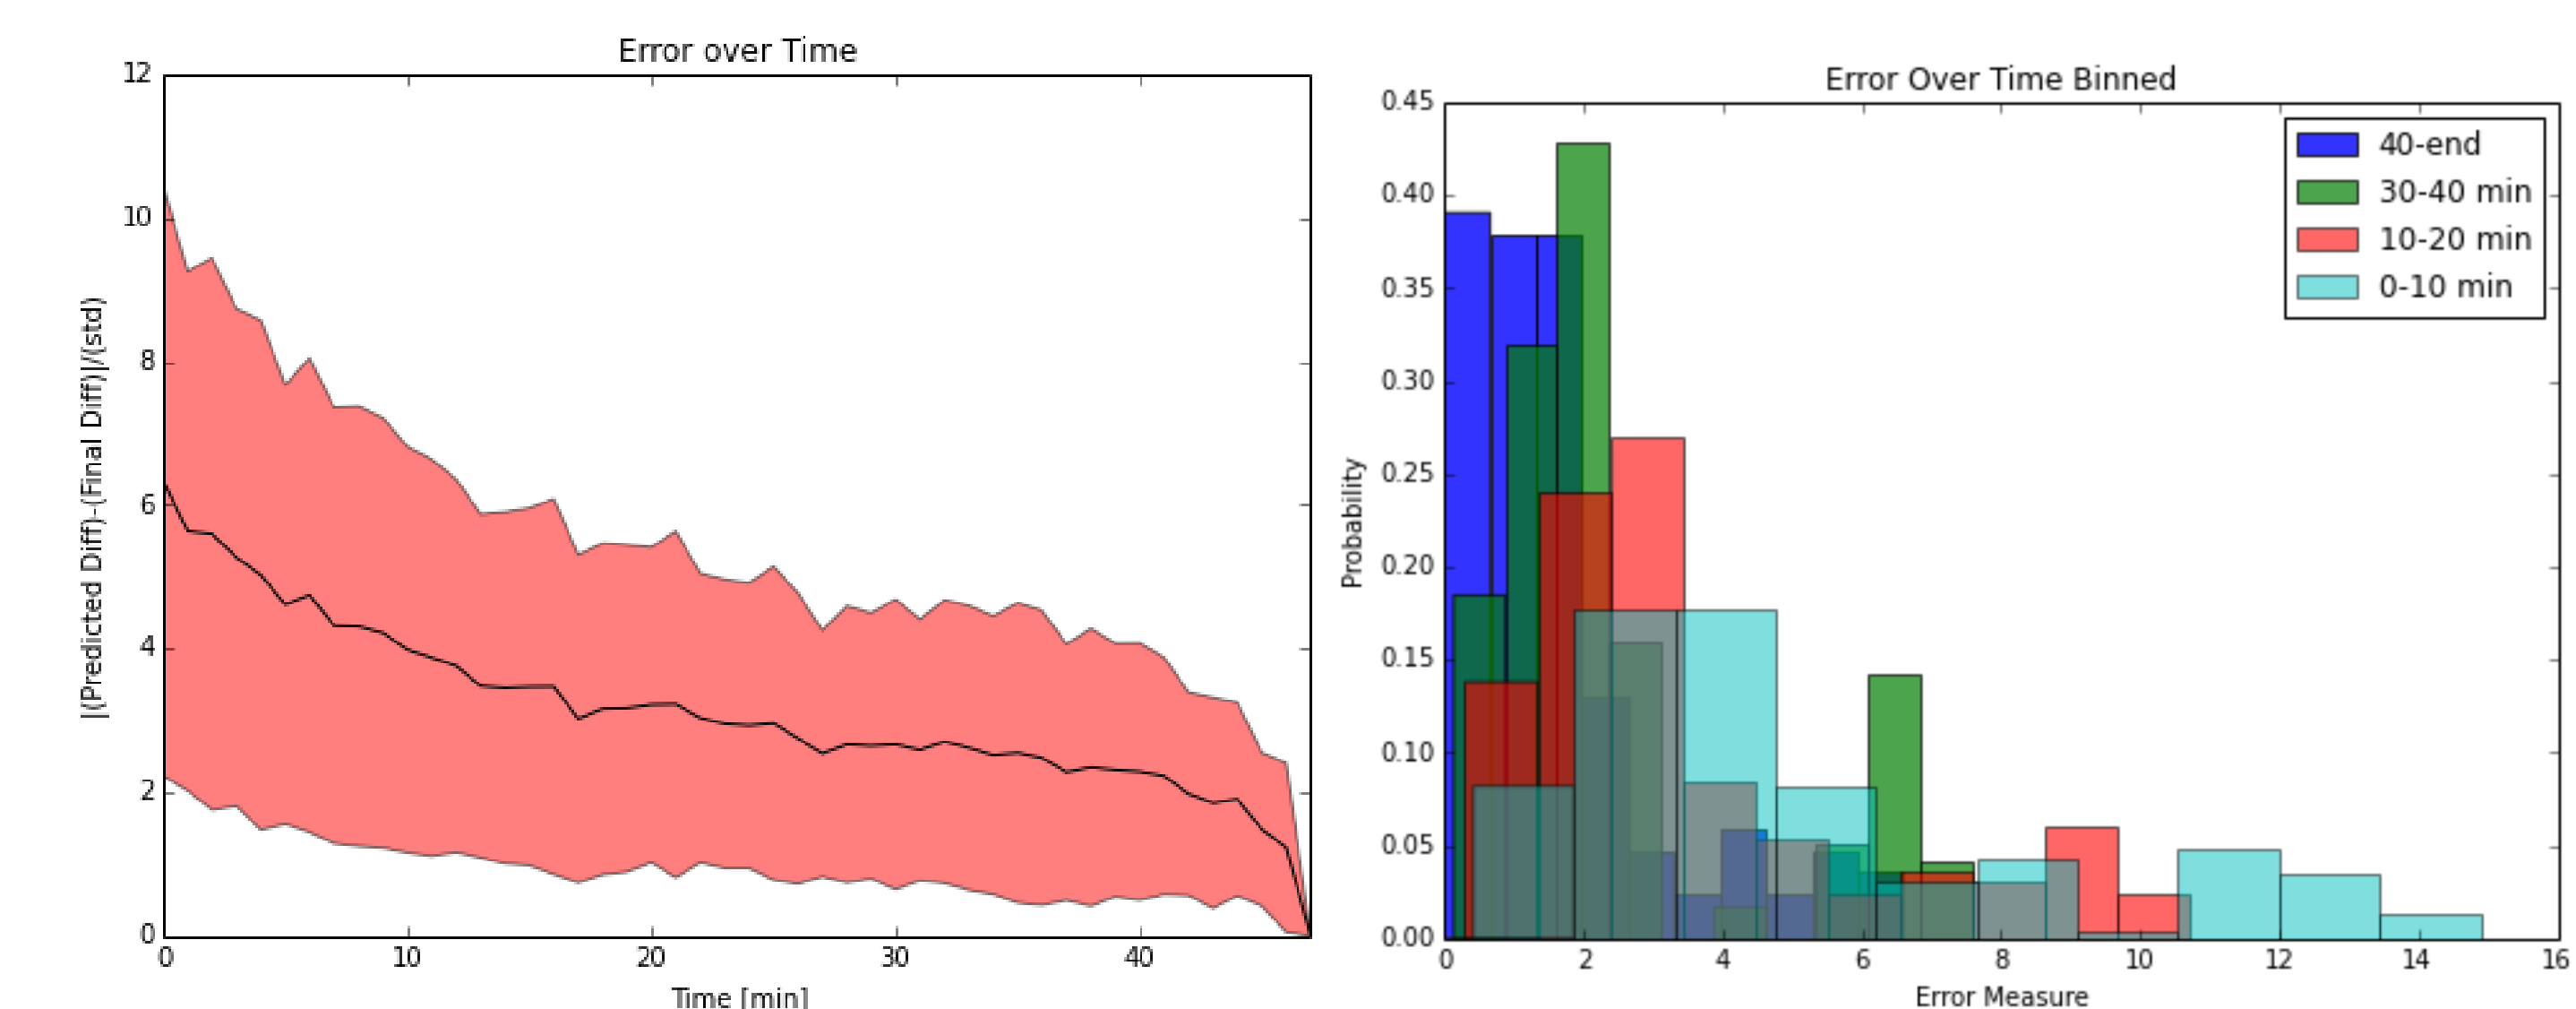 Error over Time
12
10
8
6
4
2
0
|(Predicted Diff)-(Final Diff)|/(std)
0 10 20 30 40
Time [min]
Error Over Time Binned
0.45
0.40
0.35
0.30
0.25
0.20
0.15
0.10
0.05
0.00
Probability
40-end
30-40 min
10-20 min
0-10 min
0 2 4 6 8 10 12 14 16
Error Measure